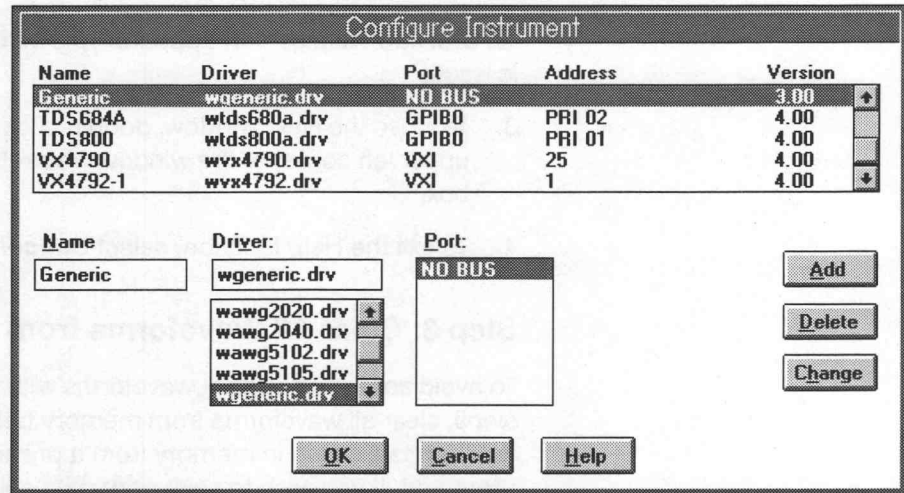 Configure Instrument
Name Driver Port Address Version
Generic wgeneric.drv NO BUS 3.00
TDS684A wtds680a.drv GPIB0 PRI 02 4.00
TDS800 wtds800a.drv GPIB0 PRI 01 4.00
VX4790 wvx4790.drv VXI 25 4.00
VX4792-1 wvx4792.drv VXI 1 4.00
Name Driver: Port:
Generic wgeneric.drv NO BUS
wawg2020.drv
wawg2040.drv
wawg5102.drv
wawg5105.drv
wgeneric.drv
Add
Delete
Change
OK Cancel Help